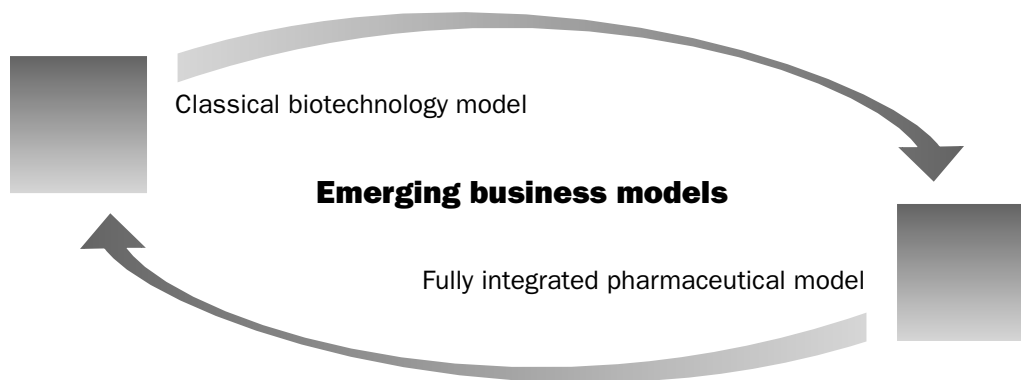 Classical biotechnology model
Emerging business models
Fully integrated pharmaceutical model